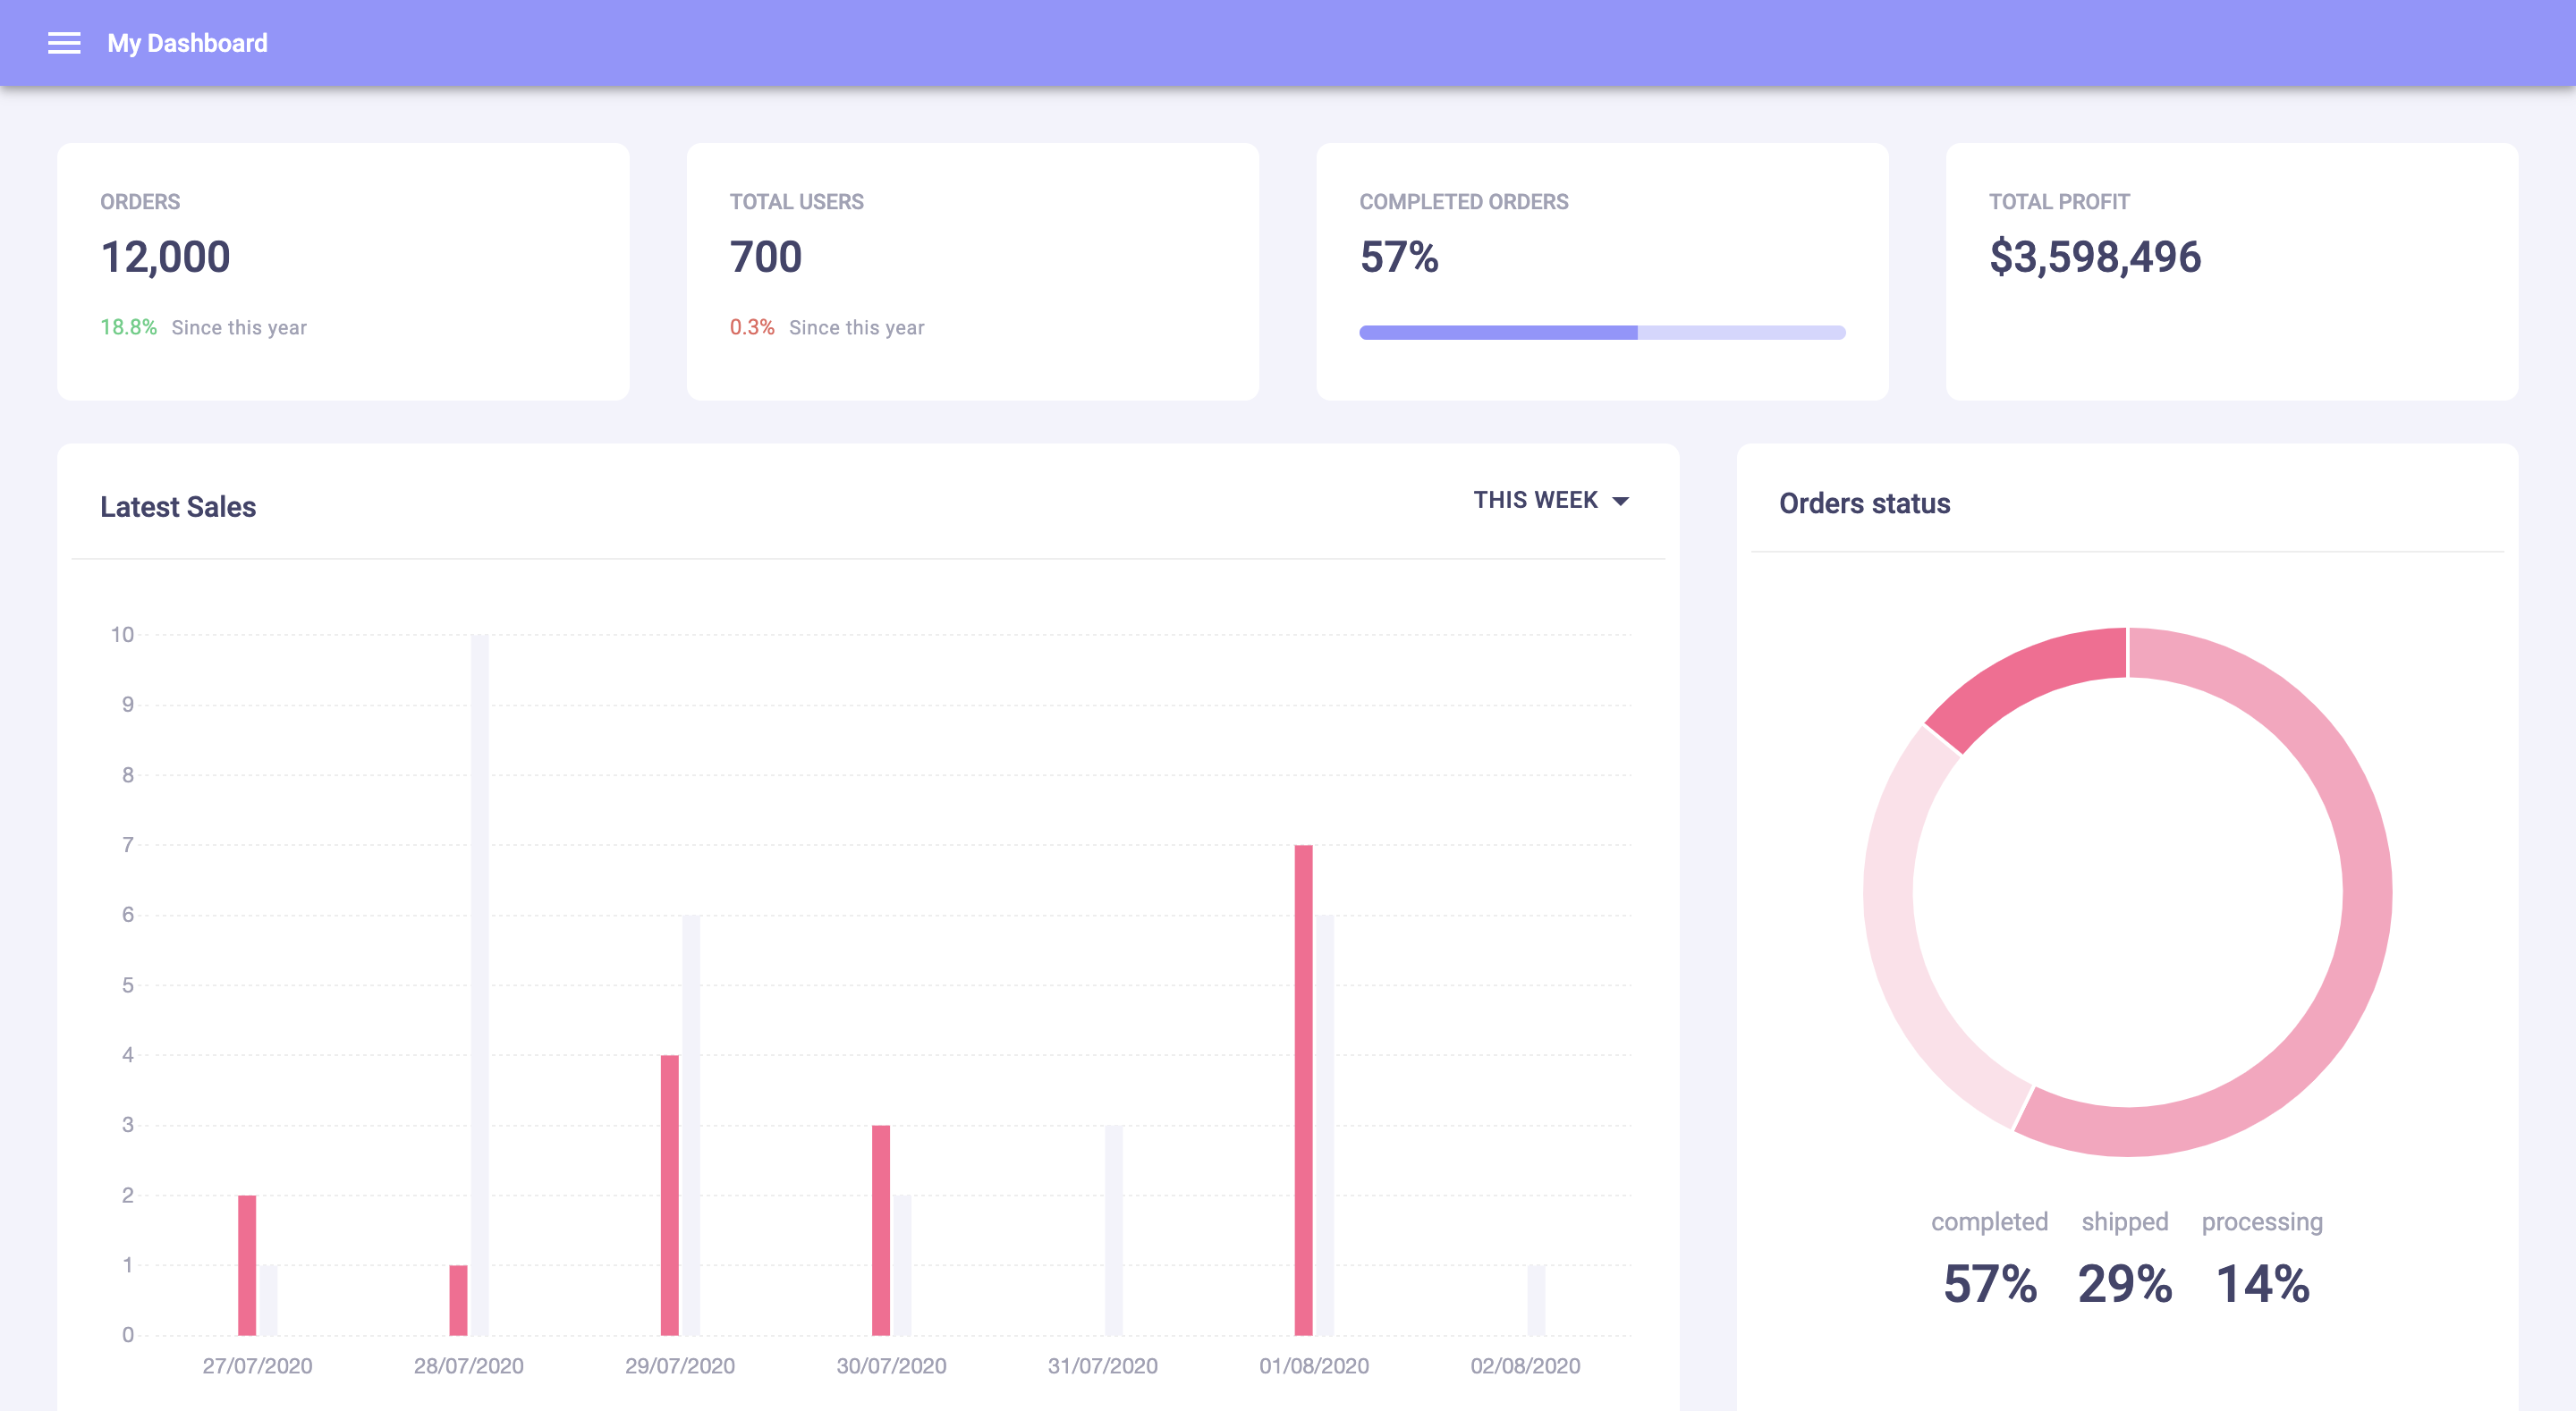 My Dashboard
ORDERS
12,000
18.8% Since this year
TOTAL USERS
700
0.3% Since this year
COMPLETED ORDERS
57%
TOTAL PROFIT
$3,598,496
Latest Sales
THIS WEEK
10
9
8
7
6
5
4
3
2
1
0
27/07/2020 28/07/2020 29/07/2020 30/07/2020 31/07/2020 01/08/2020 02/08/2020
Orders status
completed shipped processing
57% 29% 14%